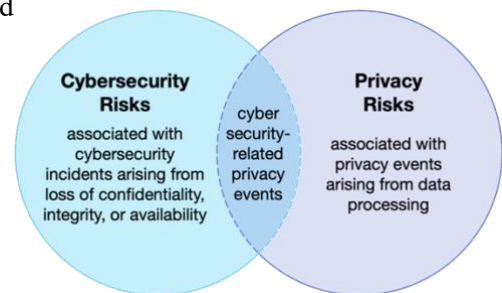 d
Cybersecurity
Risks
associated with
cybersecurity
incidents arising from
loss of confidentiality,
integrity, or availability
cyber
security-
related
privacy
events
Privacy
Risks
associated with
privacy events
arising from data
processing